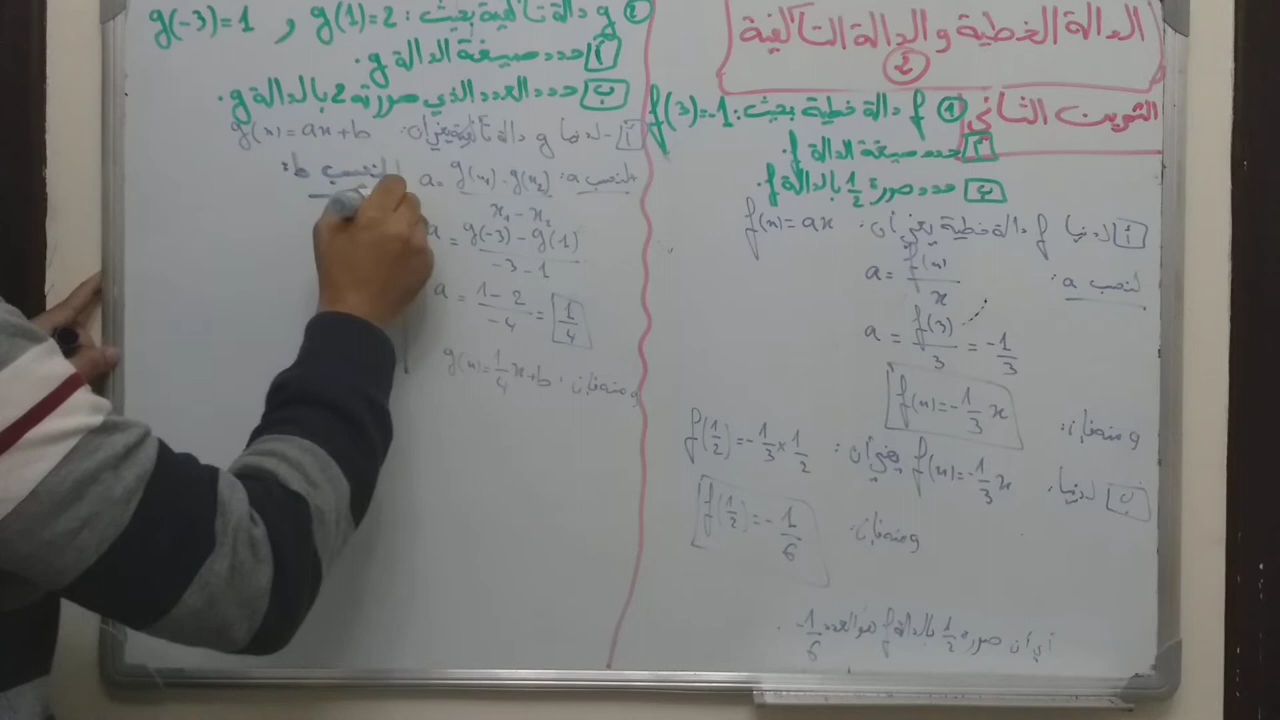 الدالة الخطية والدالة التآلفية
2
التمرين الثاني
① f دالة خطية بحيث: f(3)=-1
أ حدد صيغة الدالة f.
ب حدد صورة 1/2 بالدالة f.
أ لدينا f دالة خطية يعني أن: f(x)=ax
لنحسب a:
a = f(x)/x
a = f(3)/3 = -1/3
ومنه فإن: f(x)=-1/3 x
ب لدينا: f(x)=-1/3 x يعني أن: f(1/2)=-1/3×1/2
ومنه فإن: f(1/2)=-1/6
أي أن صورة 1/2 بالدالة f هو العدد -1/6.
② g دالة تآلفية بحيث: g(1)=2 و g(-3)=1
أ حدد صيغة الدالة g.
ب حدد العدد الذي صورته 2 بالدالة g.
أ- لدينا g دالة تآلفية يعني أن: g(x)=ax+b
لنحسب a: a = g(x₁)-g(x₂)/x₁-x₂
a = g(-3)-g(1)/-3-1
a = 1-2/-4 = 1/4
ومنه فإن: g(x)=1/4 x+b
لنحسب b: